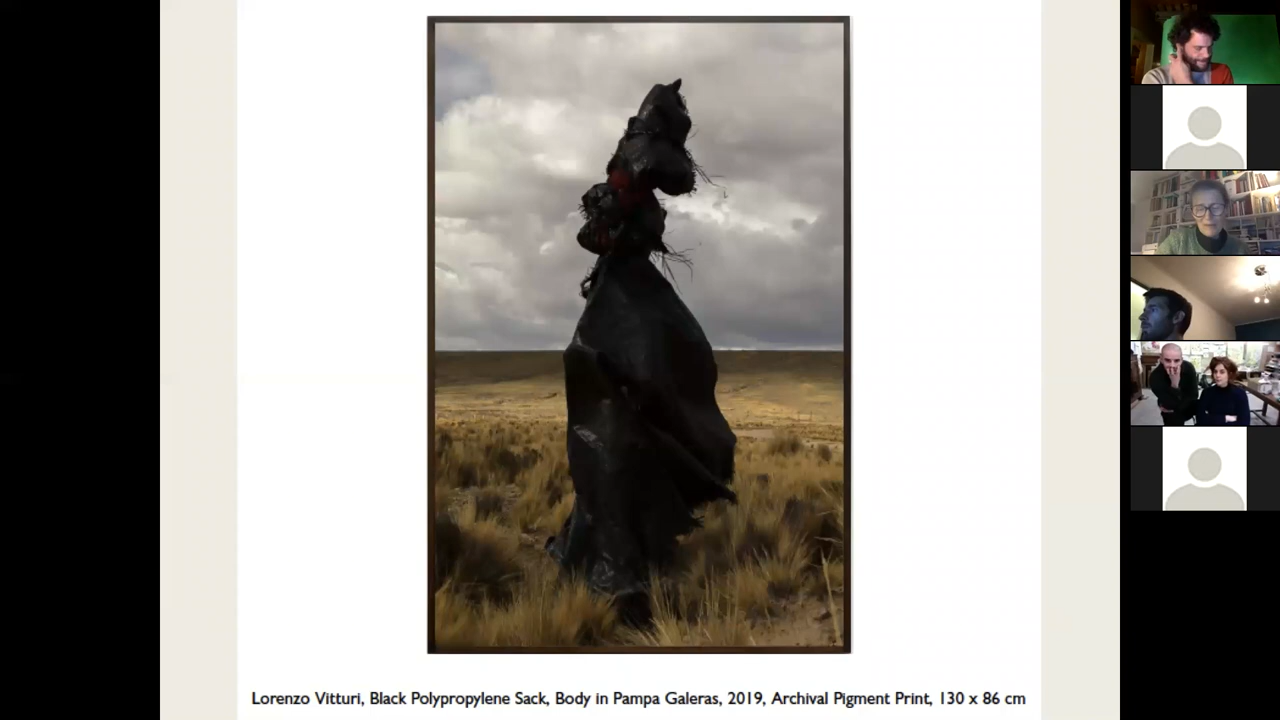 Lorenzo Vitturi, Black Polypropylene Sack, Body in Pampa Galeras, 2019, Archival Pigment Print, 130 x 86 cm